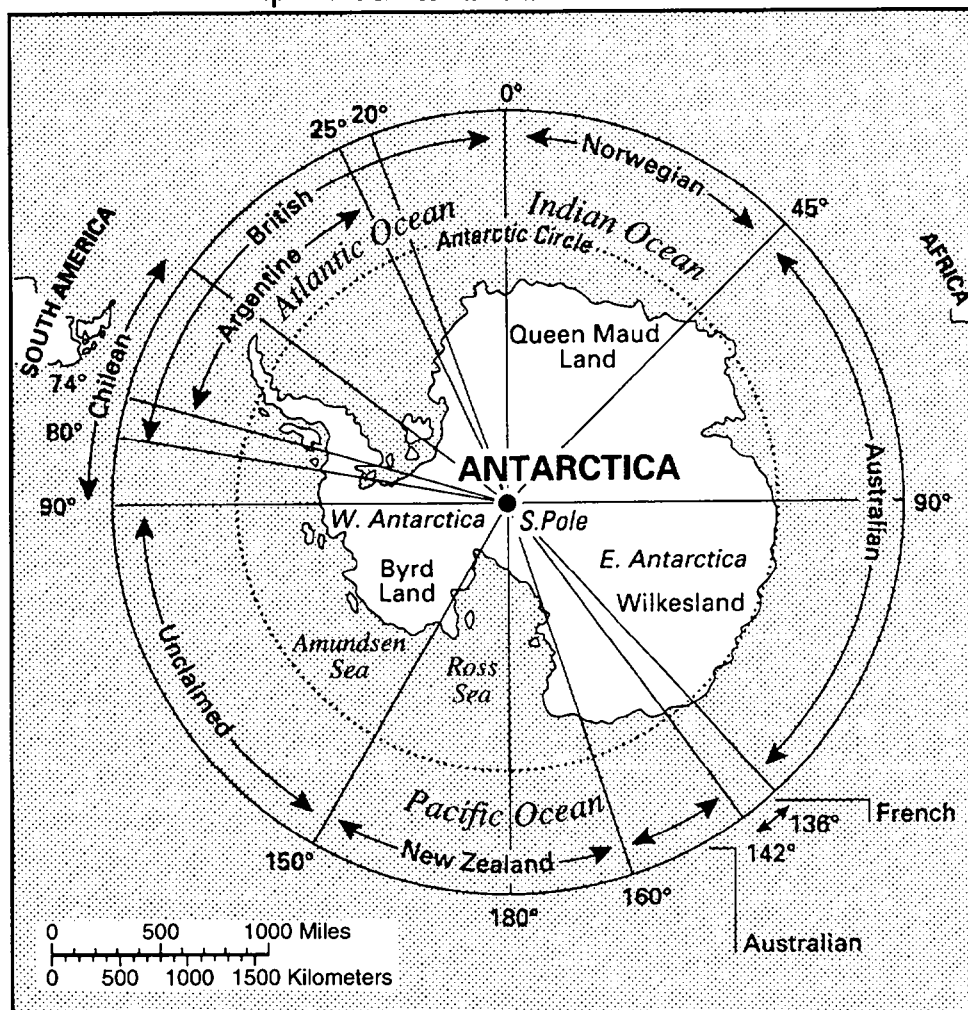 0°
20°
25°
Norwegian
45°
British
Argentine
Atlantic Ocean
Indian Ocean
Antarctic Circle
SOUTH AMERICA
AFRICA
Chilean
74°
80°
90°
Queen Maud
Land
ANTARCTICA
W. Antarctica
S.Pole
90°
Australian
E. Antarctica
Wilkesland
Byrd
Land
Amundsen
Sea
Ross
Sea
Unclaimed
Pacific Ocean
New Zealand
150°
180°
160°
142°
136°
French
Australian
0 500 1000 Miles
0 500 1000 1500 Kilometers